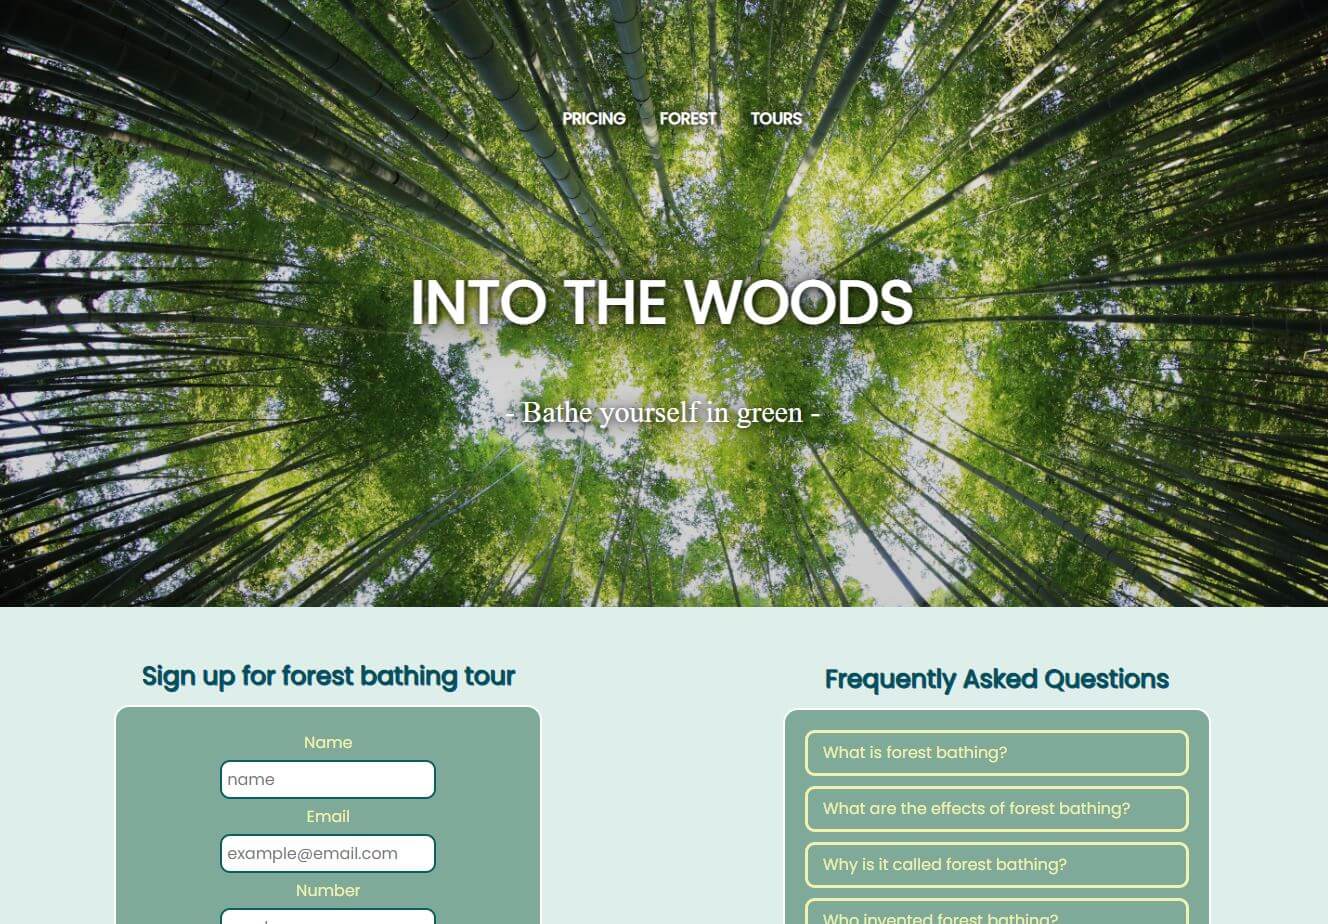 PRICING FOREST TOURS
INTO THE WOODS
- Bathe yourself in green -
Sign up for forest bathing tour
Name
name
Email
example@email.com
Number
Frequently Asked Questions
What is forest bathing?
What are the effects of forest bathing?
Why is it called forest bathing?
Who invented forest bathing?